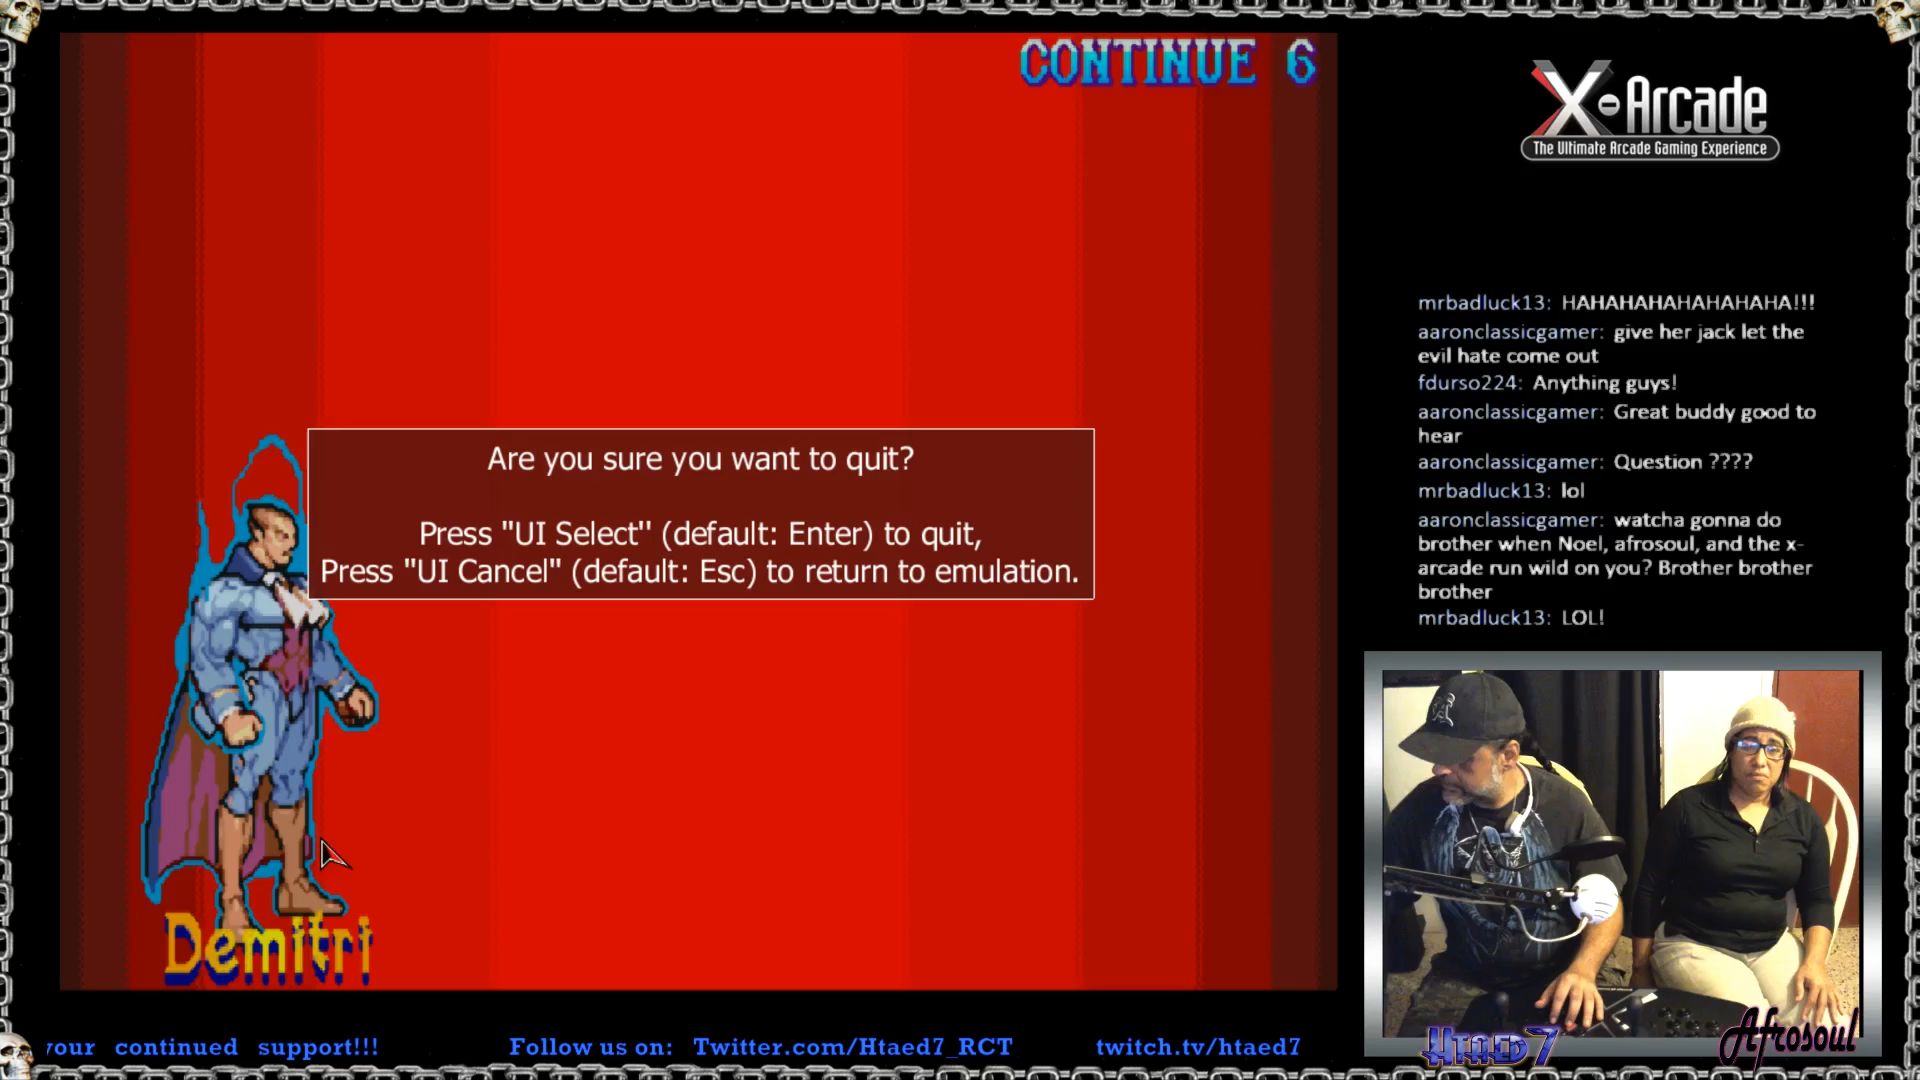 CONTINUE 6
X-Arcade
The Ultimate Arcade Gaming Experience
mrbadluck13: HAHAHAHAHAHAHA!!!
aaronclassicgamer: give her jack let the
evil hate come out
fdurso224: Anything guys!
aaronclassicgamer: Great buddy good to
hear
aaronclassicgamer: Question ????
mrbadluck13: lol
aaronclassicgamer: watcha gonna do
brother when Noel, afrosoul, and the x-
arcade run wild on you? Brother brother
brother
mrbadluck13: LOL!
Are you sure you want to quit?
Press "UI Select" (default: Enter) to quit,
Press "UI Cancel" (default: Esc) to return to emulation.
Demitri
Htaed7
Afrosoul
your continued support!!! Follow us on: Twitter.com/Htaed7_RCT twitch.tv/htaed7